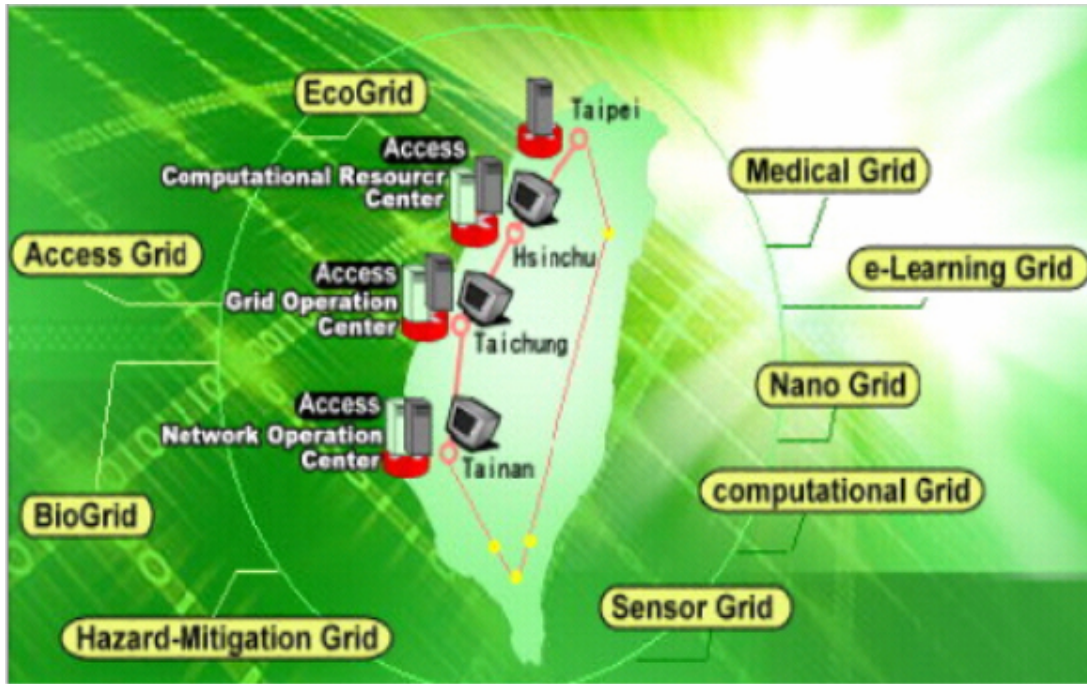 EcoGrid
Taipei
Access
Computational Resourcr
Center
Medical Grid
Access Grid
Hsinchu
e-Learning Grid
Access
Grid Operation
Center
Taichung
Nano Grid
Access
Network Operation
Center
Tainan
computational Grid
BioGrid
Sensor Grid
Hazard-Mitigation Grid